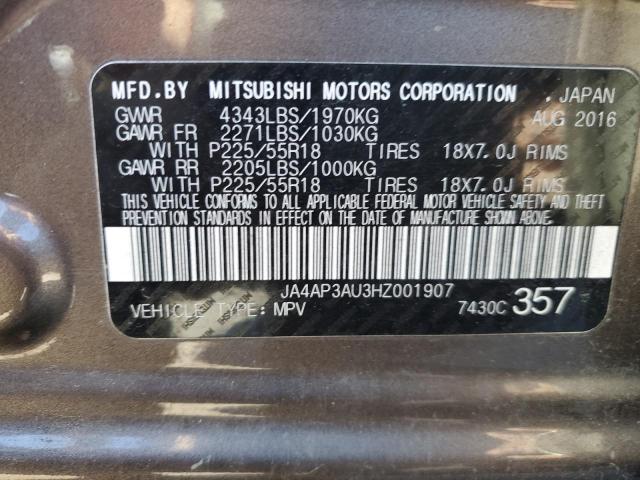 MFD.BY MITSUBISHI MOTORS CORPORATION . JAPAN
GVWR 4343LBS/1970KG AUG 2016
GAWR FR 2271LBS/1030KG
WITH P225/55R18 TIRES 18X7.0J RIMS
GAWR RR 2205LBS/1000KG
WITH P225/55R18 TIRES 18X7.0J RIMS
THIS VEHICLE CONFORMS TO ALL APPLICABLE FEDERAL MOTOR VEHICLE SAFETY AND THEFT
PREVENTION STANDARDS IN EFFECT ON THE DATE OF MANUFACTURE SHOWN ABOVE.
JA4AP3AU3HZ001907
VEHICLE TYPE: MPV 7430C 357